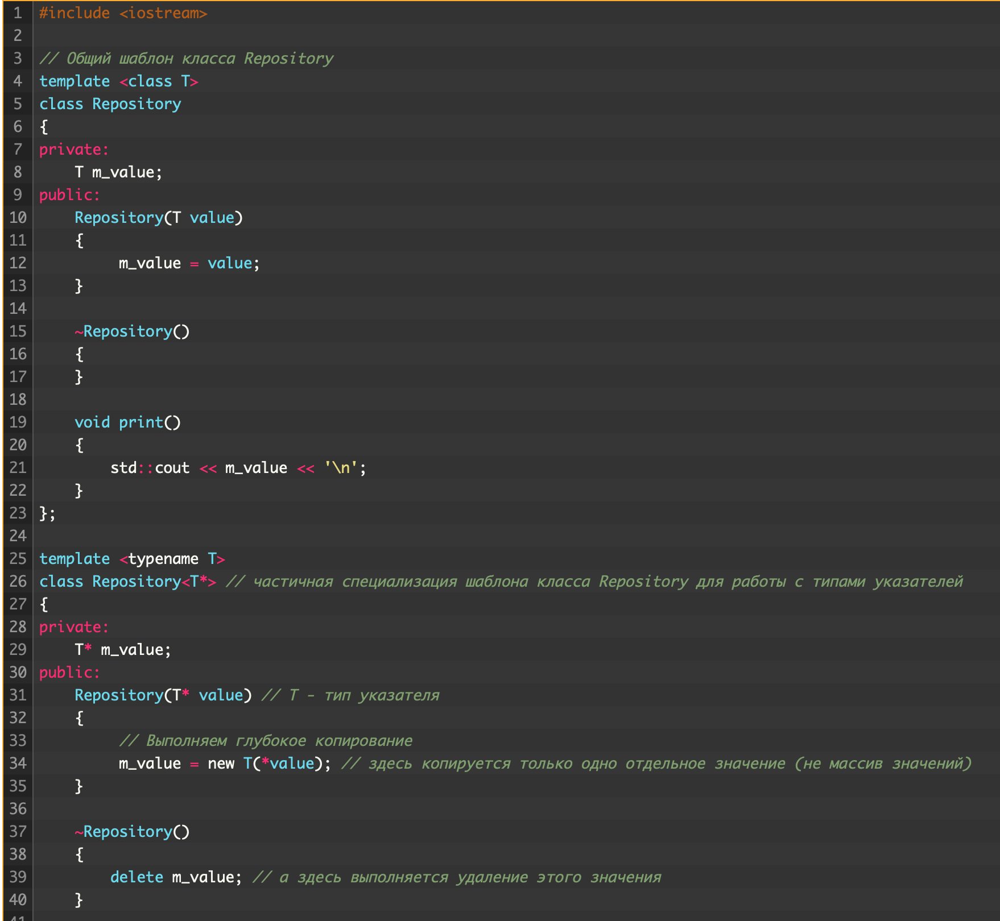 1 #include <iostream>
2
3 // Общий шаблон класса Repository
4 template <class T>
5 class Repository
6 {
7 private:
8     T m_value;
9 public:
10     Repository(T value)
11     {
12          m_value = value;
13     }
14
15     ~Repository()
16     {
17     }
18
19     void print()
20     {
21         std::cout << m_value << '\n';
22     }
23 };
24
25 template <typename T>
26 class Repository<T*> // частичная специализация шаблона класса Repository для работы с типами указателей
27 {
28 private:
29     T* m_value;
30 public:
31     Repository(T* value) // T - тип указателя
32     {
33          // Выполняем глубокое копирование
34          m_value = new T(*value); // здесь копируется только одно отдельное значение (не массив значений)
35     }
36
37     ~Repository()
38     {
39         delete m_value; // а здесь выполняется удаление этого значения
40     }
41